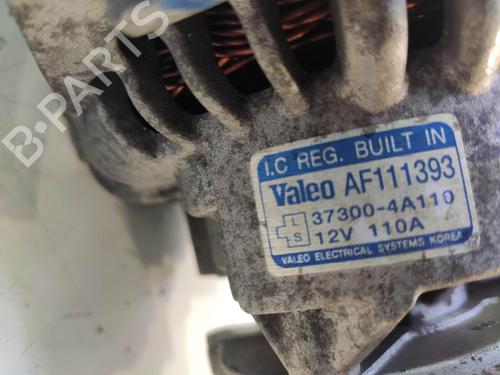 B-PARTS
I.C REG. BUILT IN
Valeo AF111393
37300-4A110
S
12V 110A
VALEO ELECTRICAL SYSTEMS KOREA